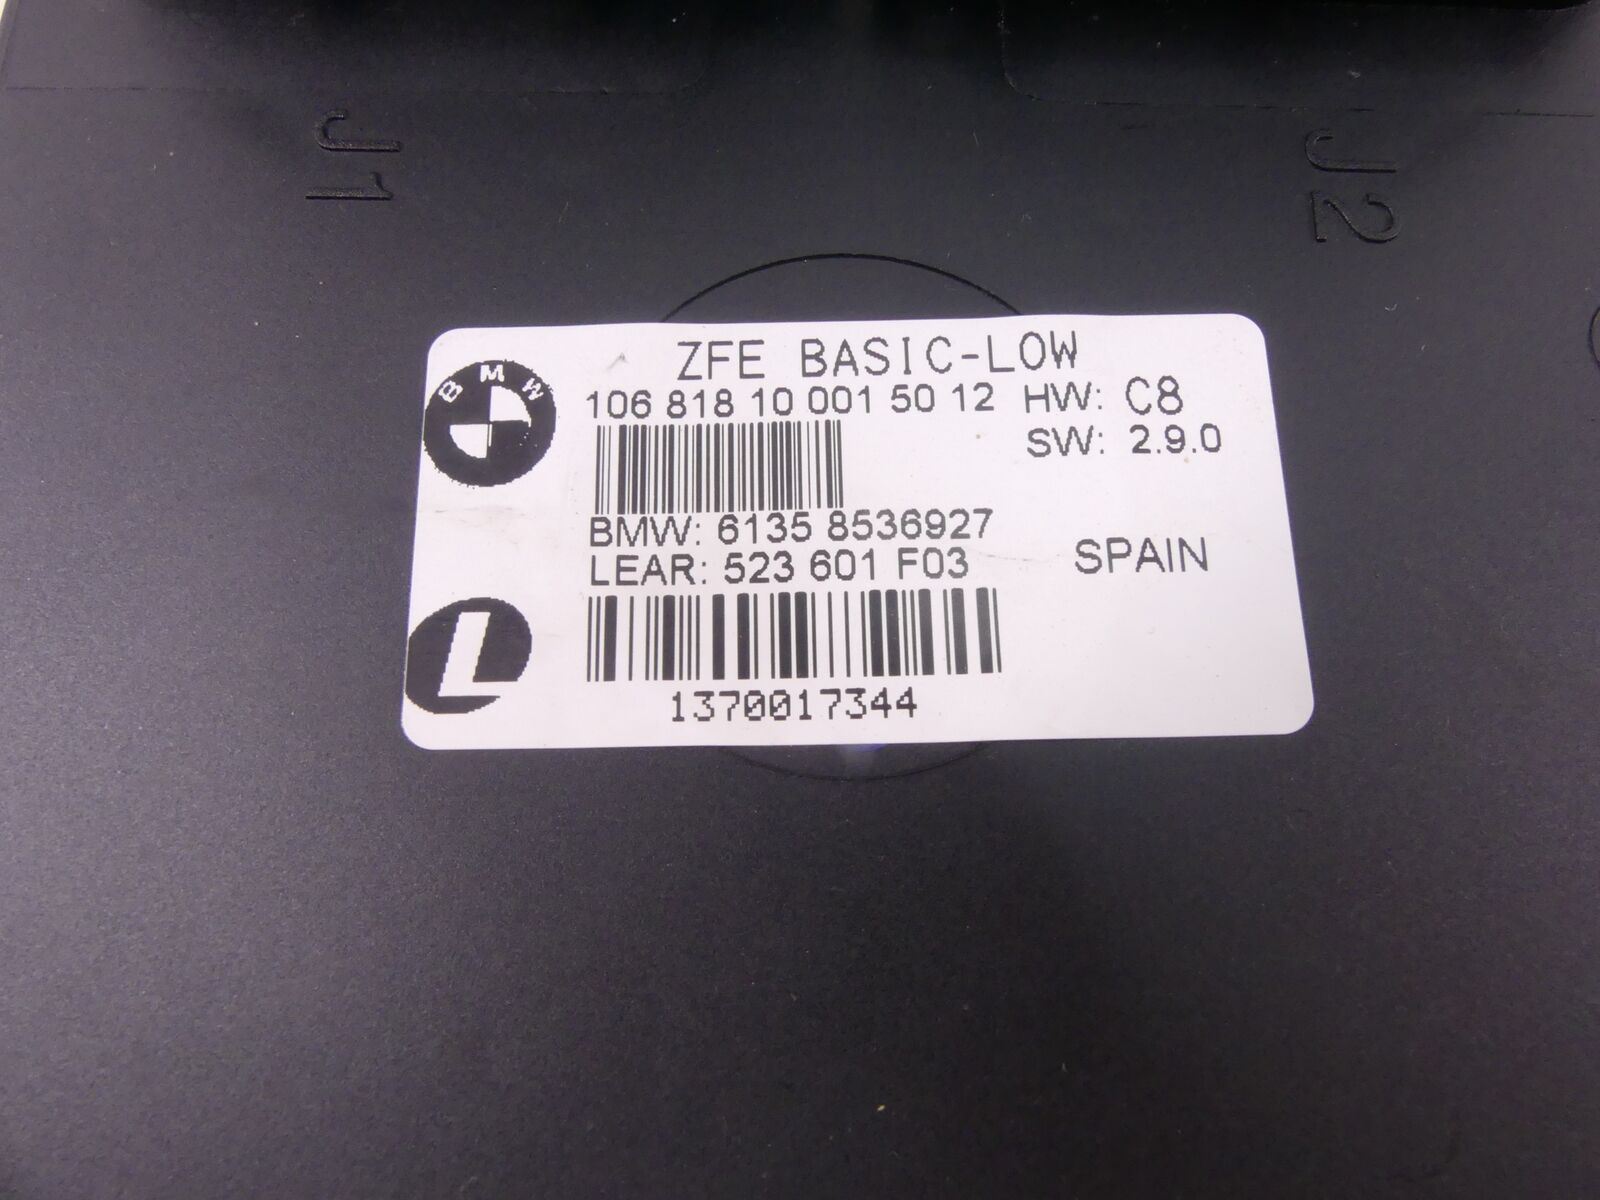 J1
J2
BMW
ZFE BASIC-LOW
106 818 10 001 50 12 HW: C8
SW: 2.9.0
BMW: 6135 8536927
LEAR: 523 601 F03 SPAIN
L
1370017344